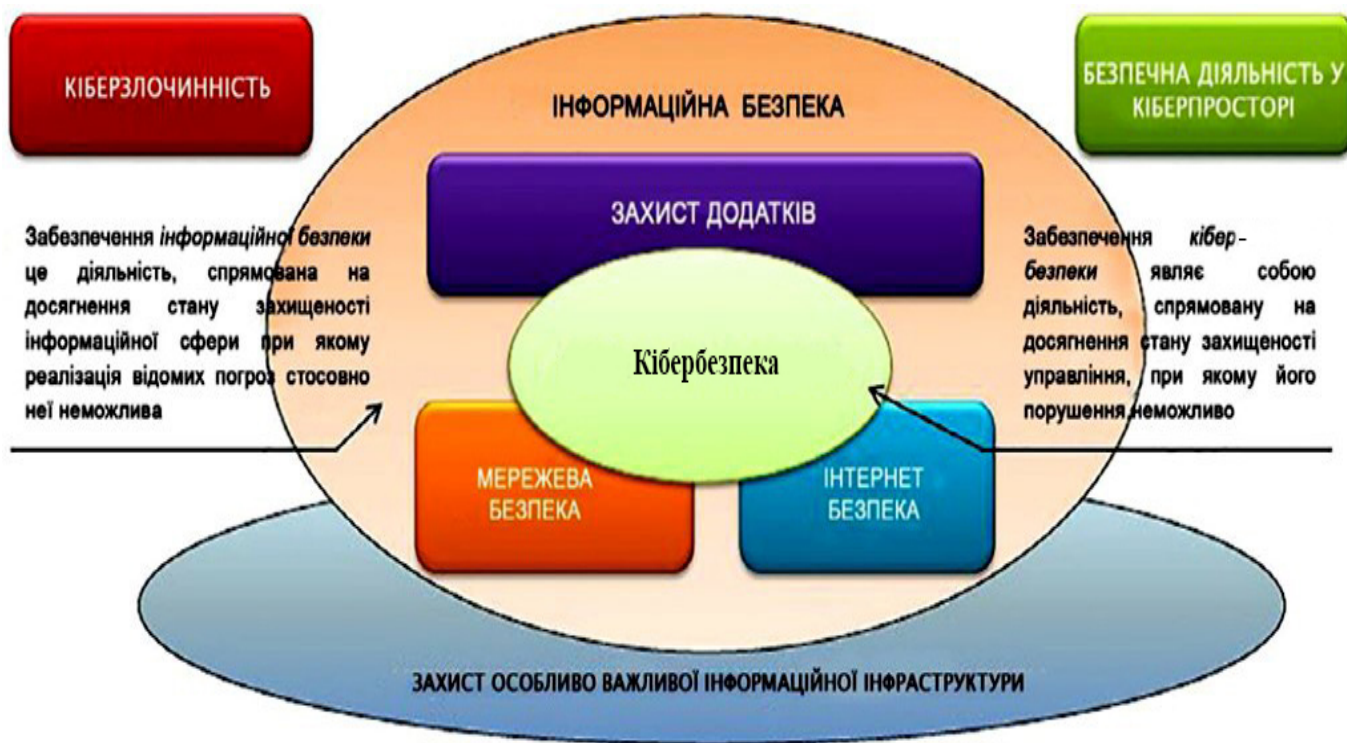 КІБЕРЗЛОЧИННІСТЬ
ІНФОРМАЦІЙНА БЕЗПЕКА
БЕЗПЕЧНА ДІЯЛЬНІСТЬ У
КІБЕРПРОСТОРІ
ЗАХИСТ ДОДАТКІВ
Забезпечення інформаційної безпеки
це діяльність, спрямована на
досягнення стану захищеності
інформаційної сфери при якому
реалізація відомих погроз стосовно
неї неможлива
Кібербезпека
Забезпечення кібер-
безпеки являє собою
діяльність, спрямовану на
досягнення стану захищеності
управління, при якому його
порушення неможливо
МЕРЕЖЕВА
БЕЗПЕКА
ІНТЕРНЕТ
БЕЗПЕКА
ЗАХИСТ ОСОБЛИВО ВАЖЛИВОЇ ІНФОРМАЦІЙНОЇ ІНФРАСТРУКТУРИ